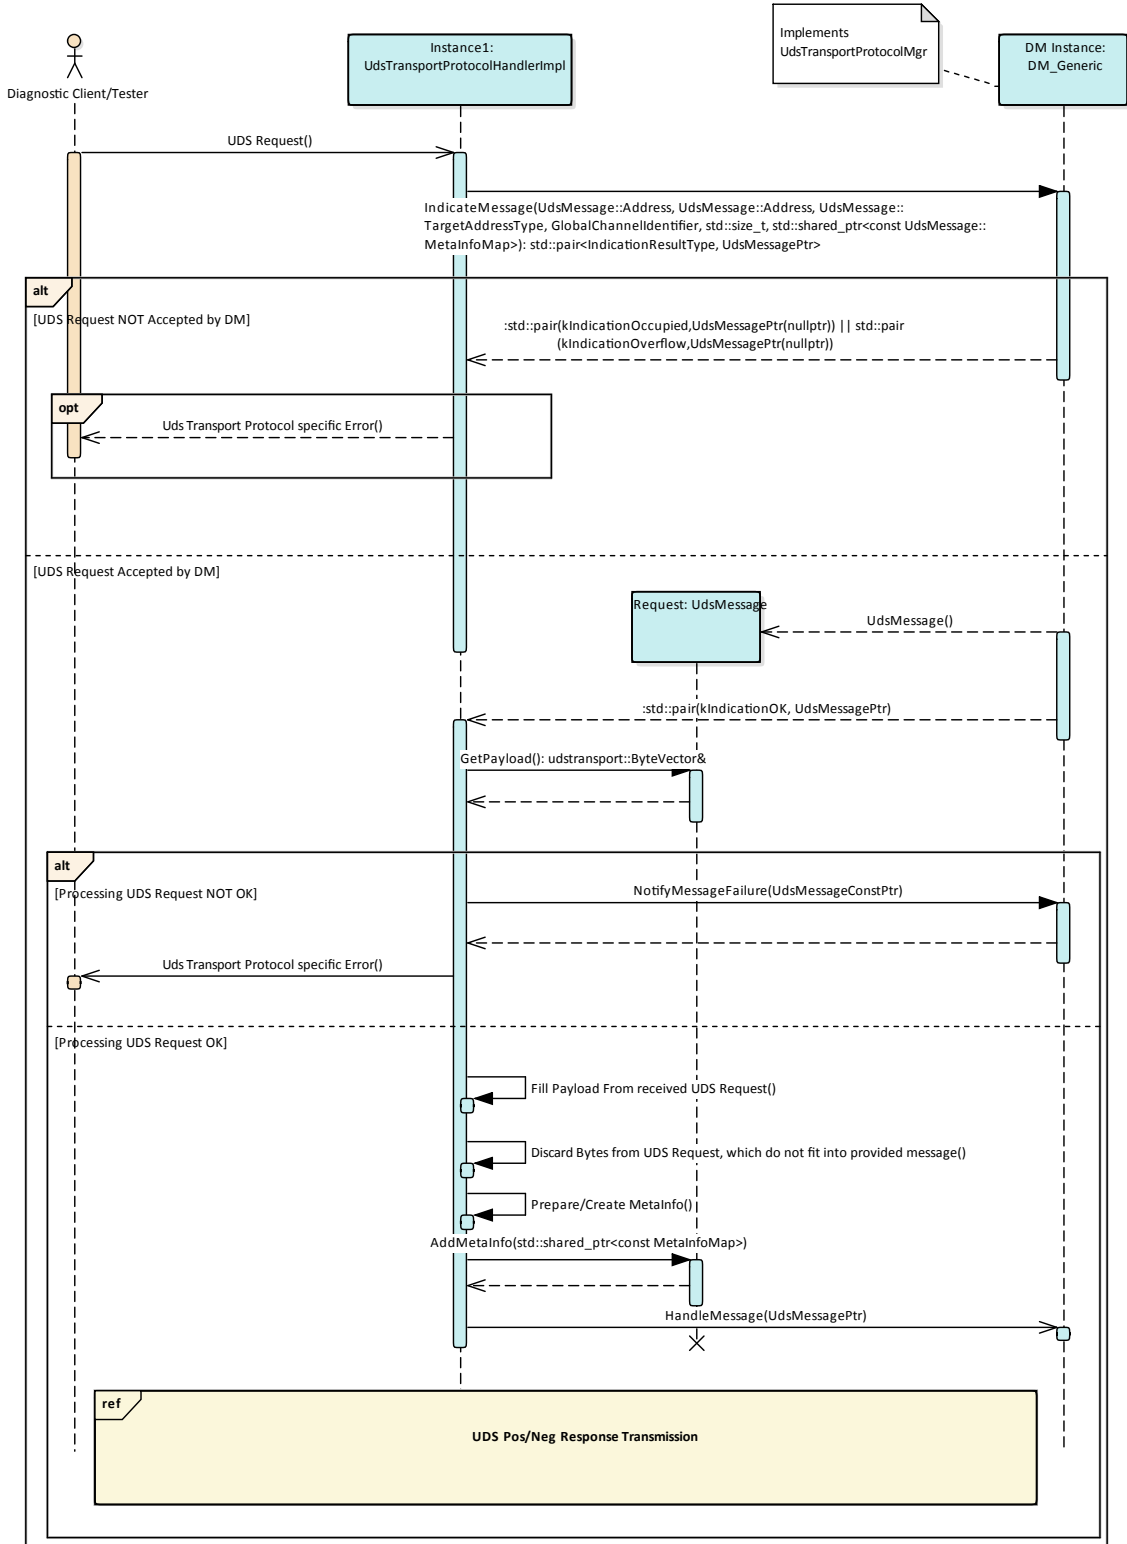 Implements
UdsTransportProtocolMgr
Instance1:
UdsTransportProtocolHandlerImpl
DM Instance:
DM_Generic
Diagnostic Client/Tester
UDS Request()
IndicateMessage(UdsMessage::Address, UdsMessage::Address, UdsMessage::
TargetAddressType, GlobalChannelIdentifier, std::size_t, std::shared_ptr<const UdsMessage::
MetaInfoMap>): std::pair<IndicationResultType, UdsMessagePtr>
alt
[UDS Request NOT Accepted by DM]
:std::pair(kIndicationOccupied,UdsMessagePtr(nullptr)) || std::pair
(kIndicationOverflow,UdsMessagePtr(nullptr))
opt
Uds Transport Protocol specific Error()
[UDS Request Accepted by DM]
Request: UdsMessage
UdsMessage()
:std::pair(kIndicationOK, UdsMessagePtr)
GetPayload(): udstransport::ByteVector&
alt
[Processing UDS Request NOT OK]
NotifyMessageFailure(UdsMessageConstPtr)
Uds Transport Protocol specific Error()
[Processing UDS Request OK]
Fill Payload From received UDS Request()
Discard Bytes from UDS Request, which do not fit into provided message()
Prepare/Create MetaInfo()
AddMetaInfo(std::shared_ptr<const MetaInfoMap>)
HandleMessage(UdsMessagePtr)
ref
UDS Pos/Neg Response Transmission